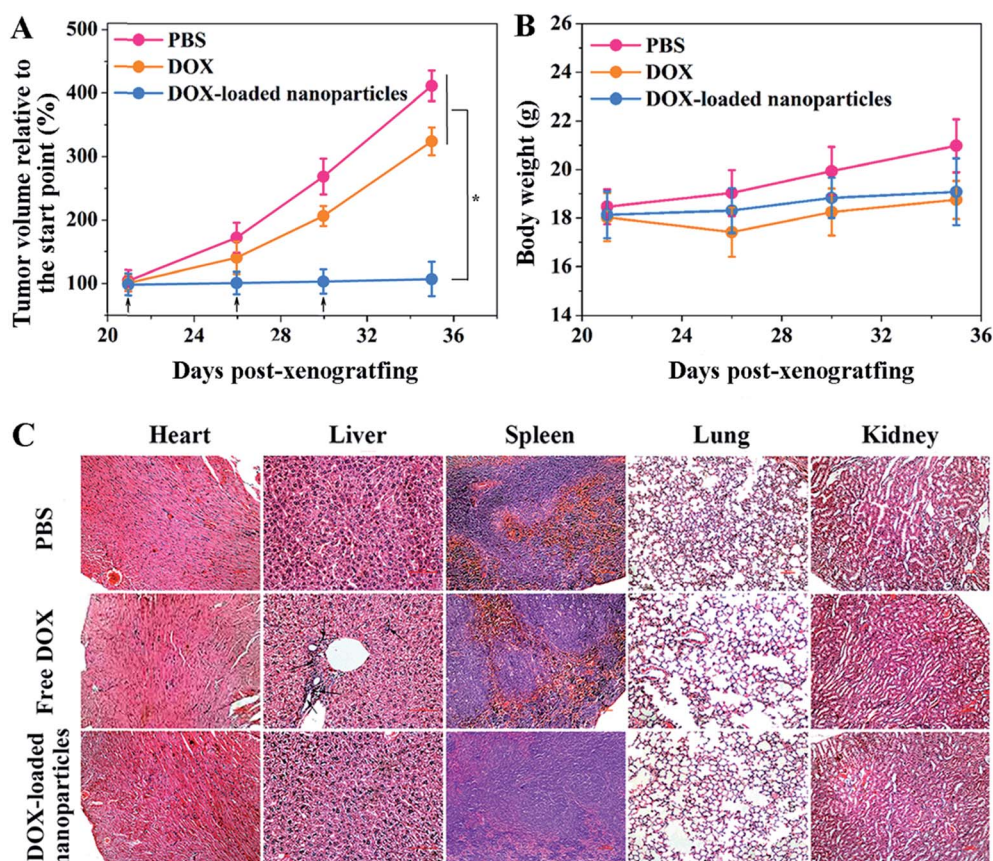 A
Tumor volume relative to
the start point (%)
500
400
300
200
100
PBS
DOX
DOX-loaded nanoparticles
*
20 24 28 32 36
Days post-xenogratfing
B
Body weight (g)
26
24
22
20
18
16
14
PBS
DOX
DOX-loaded nanoparticles
20 24 28 32 36
Days post-xenogratfing
C
Heart Liver Spleen Lung Kidney
PBS
Free DOX
DOX-loaded
nanoparticles